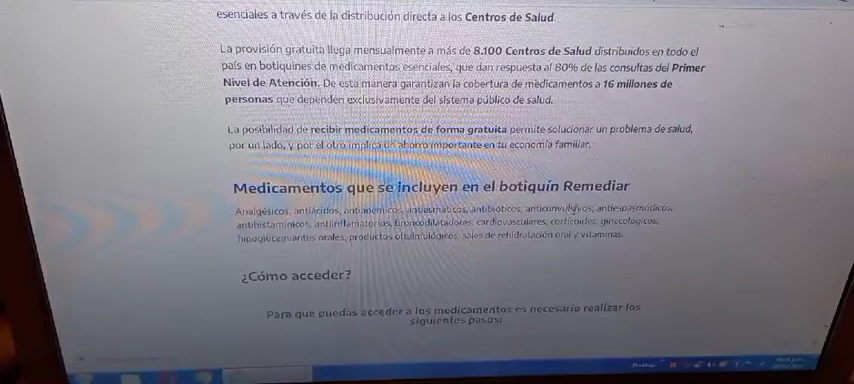 esenciales a través de la distribución directa a los Centros de Salud.
La provisión gratuita llega mensualmente a más de 8.100 Centros de Salud distribuidos en todo el
país en botiquines de medicamentos esenciales, que dan respuesta al 80% de las consultas del Primer
Nivel de Atención. De esta manera garantizan la cobertura de medicamentos a 16 millones de
personas que dependen exclusivamente del sistema público de salud.
La posibilidad de recibir medicamentos de forma gratuita permite solucionar un problema de salud,
por un lado, y por el otro implica un ahorro importante en tu economía familiar.
Medicamentos que se incluyen en el botiquín Remediar
Analgésicos, antiácidos, antianémicos, antiasmáticos, antibióticos, anticonvulsivos, antiespasmódicos,
antihistamínicos, antiinflamatorios, broncodilatadores, cardiovasculares, corticoides, ginecológicos,
hipoglucemiantes orales, productos oftalmológicos, sales de rehidratación oral y vitaminas.
¿Cómo acceder?
Para que puedas acceder a los medicamentos es necesario realizar los
siguientes pasos: